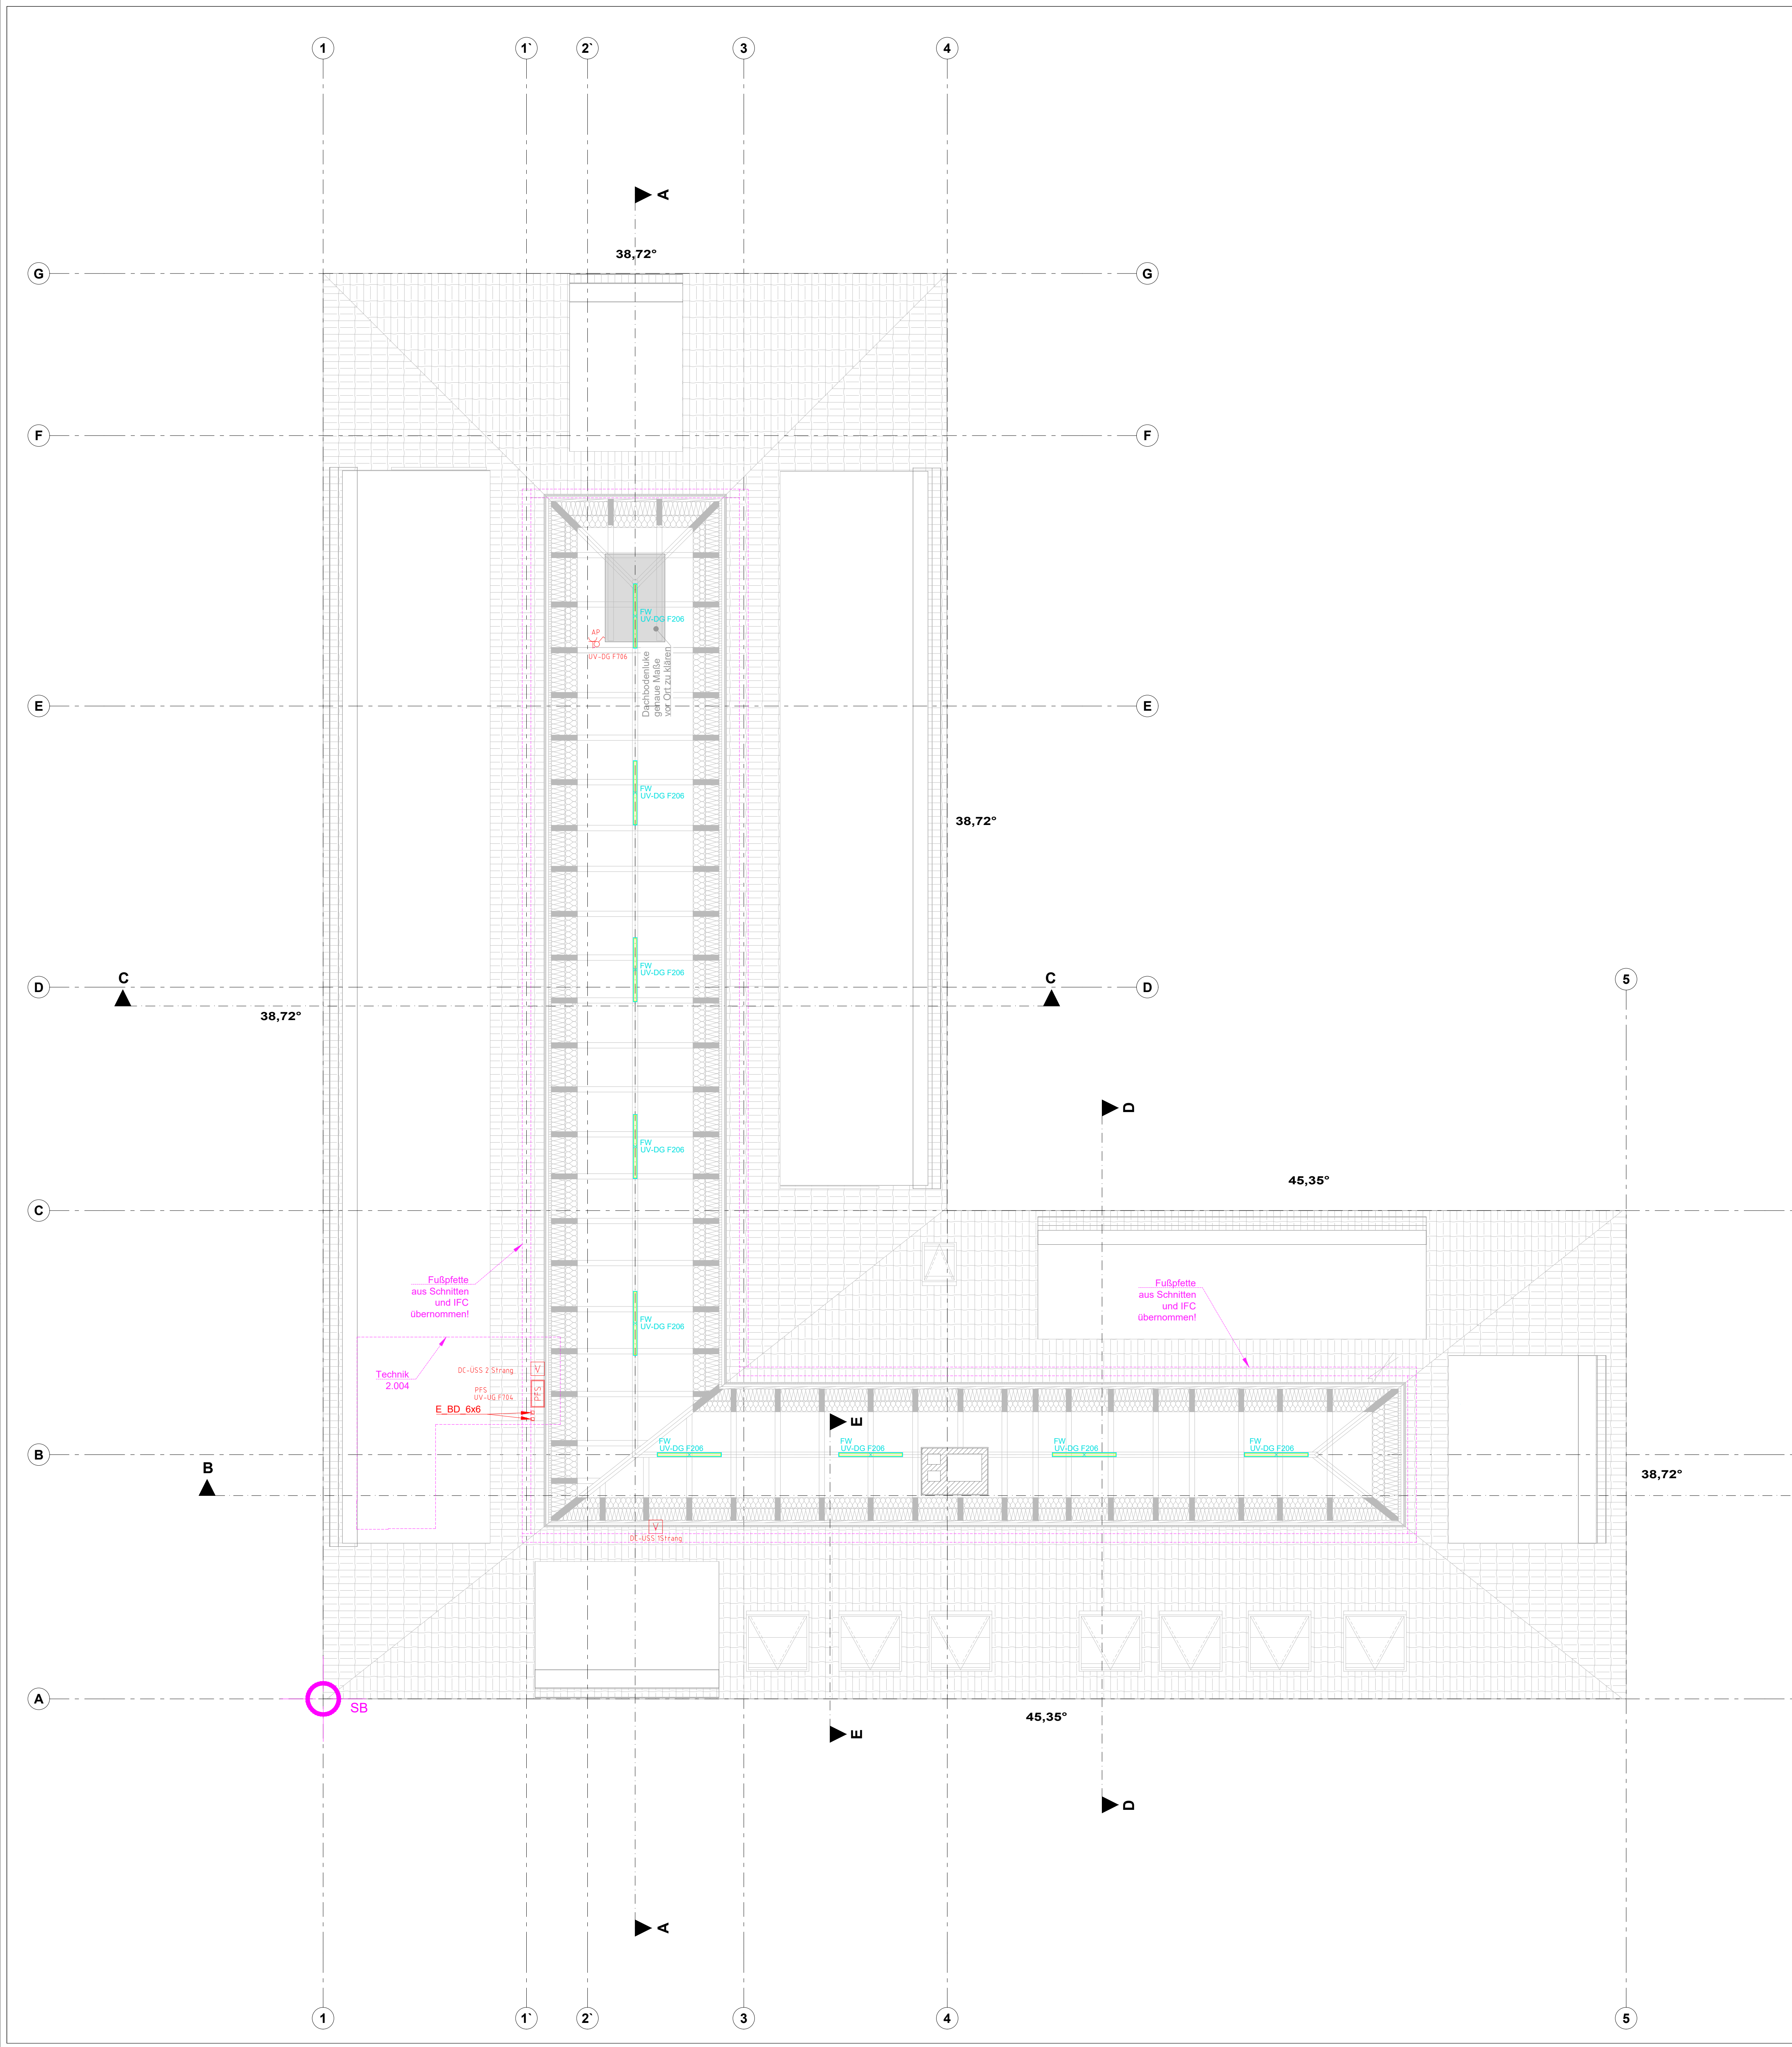 1
1`
2`
3
4
A
38,72°
G
G
F
F
FW
UV-DG F206
AP
UV-DG F706
Dachbodenluke
genaue Maße
vor Ort zu klären
E
E
FW
UV-DG F206
38,72°
FW
UV-DG F206
C
C
D
D
5
38,72°
D
FW
UV-DG F206
45,35°
C
Fußpfette
aus Schnitten
und IFC
übernommen!
Fußpfette
aus Schnitten
und IFC
übernommen!
FW
UV-DG F206
Technik
2.004
DC-ÜSS 2 Strang
V
PFS
UV-UG F704
PFS
E_BD_6x6
E
B
FW
UV-DG F206
FW
UV-DG F206
FW
UV-DG F206
FW
UV-DG F206
B
38,72°
V
DC-ÜSS 1Strang
A
SB
45,35°
E
D
A
1
1`
2`
3
4
5